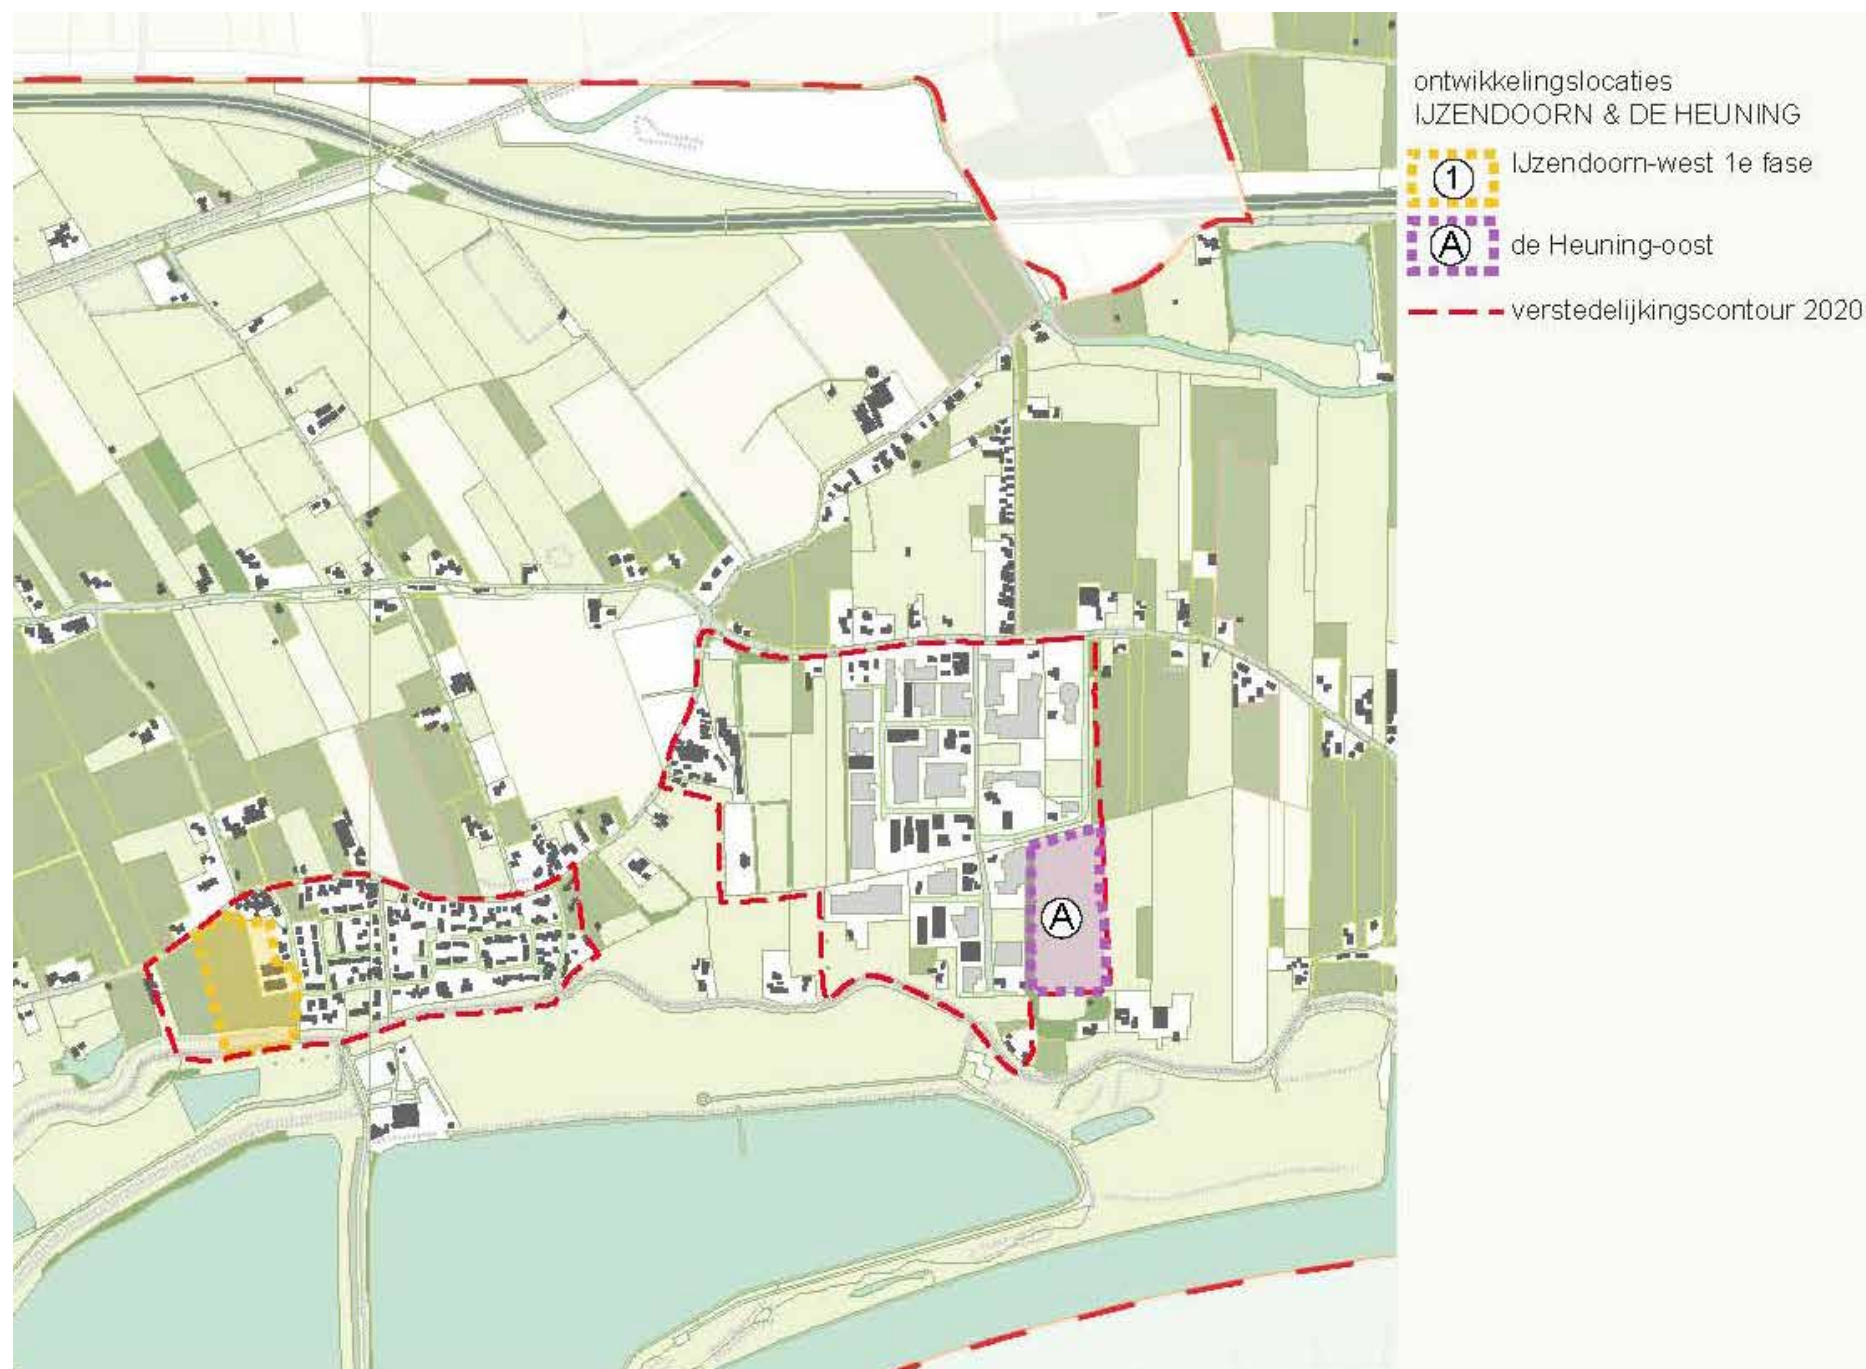 ontwikkelingslocaties
IJZENDOORN & DE HEUNING
1 IJzendoorn-west 1e fase
A de Heuning-oost
verstedelijkingscontour 2020
A